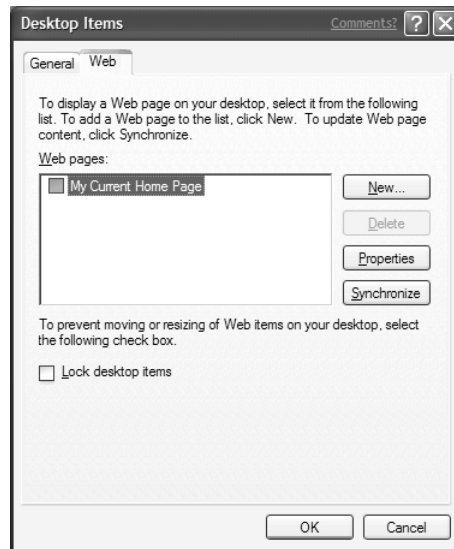 Desktop Items
Comments?
?
X
General
Web
To display a Web page on your desktop, select it from the following
list. To add a Web page to the list, click New.  To update Web page
content, click Synchronize.
Web pages:
My Current Home Page
New...
Delete
Properties
Synchronize
To prevent moving or resizing of Web items on your desktop, select
the following check box.
Lock desktop items
OK
Cancel